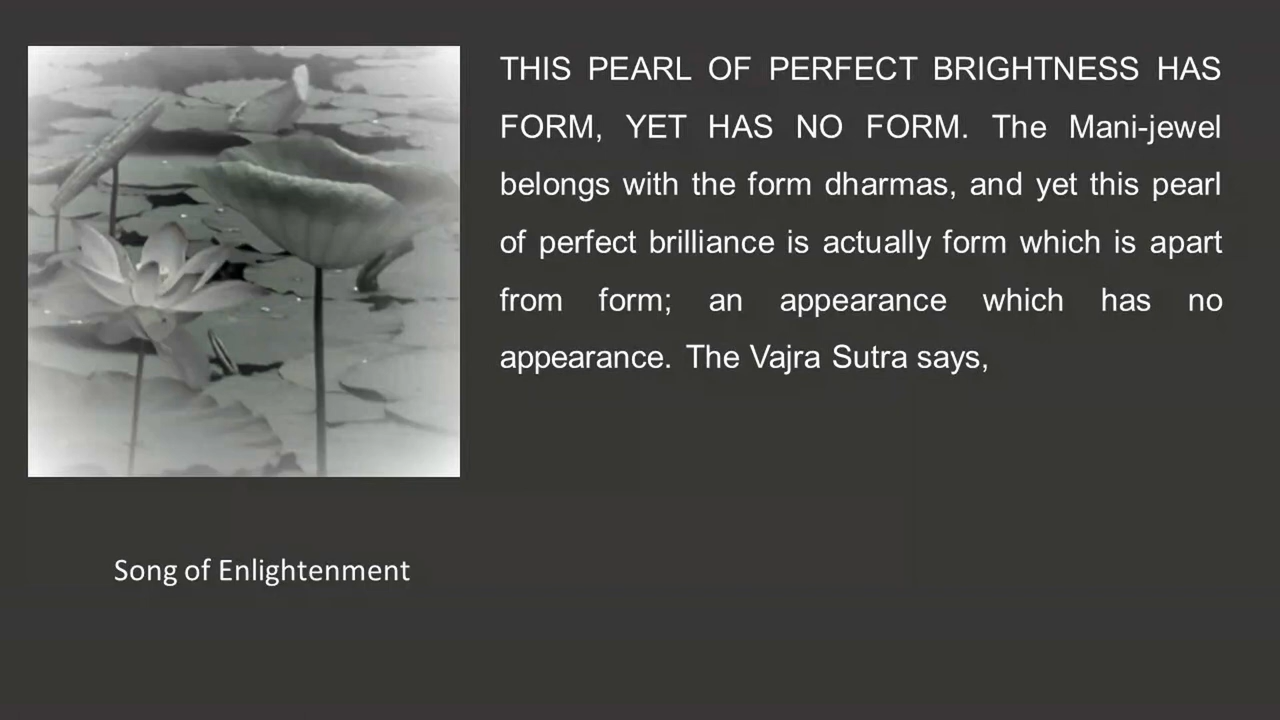 THIS PEARL OF PERFECT BRIGHTNESS HAS
FORM, YET HAS NO FORM. The Mani-jewel
belongs with the form dharmas, and yet this pearl
of perfect brilliance is actually form which is apart
from form; an appearance which has no
appearance. The Vajra Sutra says,
Song of Enlightenment